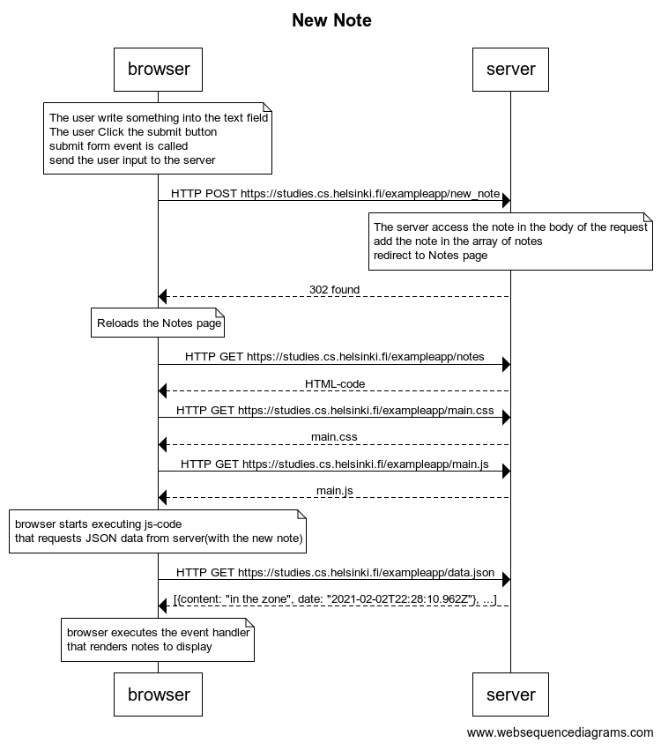 New Note
browser
server
The user write something into the text field
The user Click the submit button
submit form event is called
send the user input to the server
HTTP POST https://studies.cs.helsinki.fi/exampleapp/new_note
The server access the note in the body of the request
add the note in the array of notes
redirect to Notes page
302 found
Reloads the Notes page
HTTP GET https://studies.cs.helsinki.fi/exampleapp/notes
HTML-code
HTTP GET https://studies.cs.helsinki.fi/exampleapp/main.css
main.css
HTTP GET https://studies.cs.helsinki.fi/exampleapp/main.js
main.js
browser starts executing js-code
that requests JSON data from server(with the new note)
HTTP GET https://studies.cs.helsinki.fi/exampleapp/data.json
[{content: "in the zone", date: "2021-02-02T22:28:10.962Z"}, ...]
browser executes the event handler
that renders notes to display
browser
server
www.websequencediagrams.com